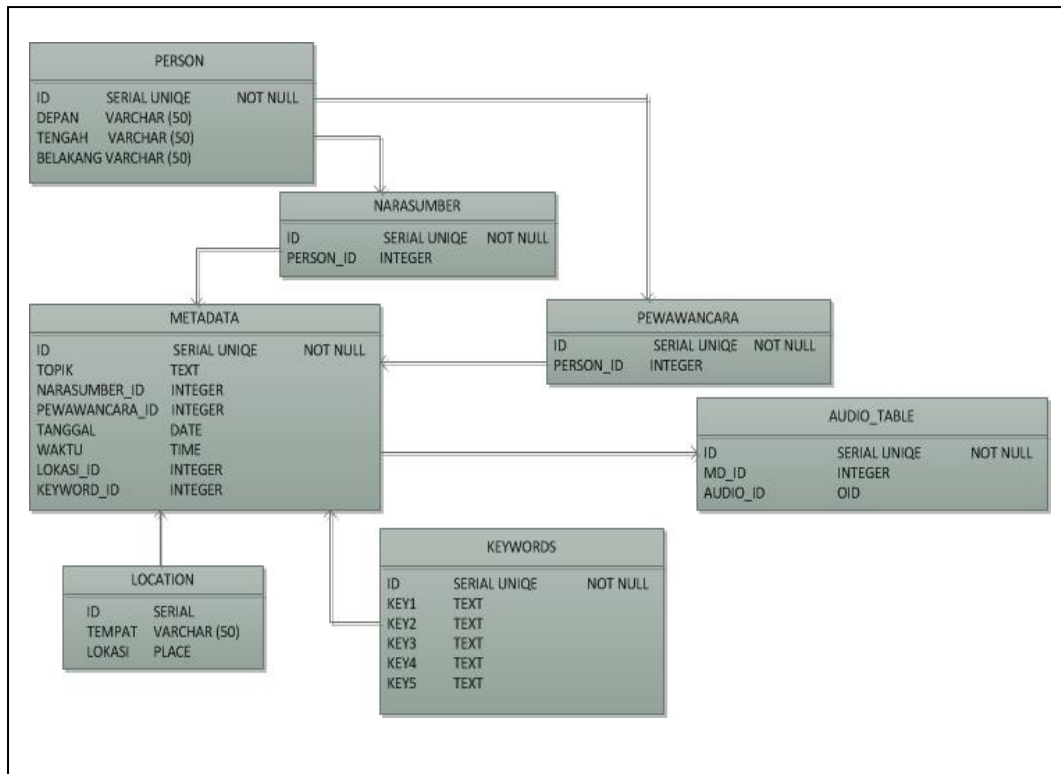 PERSON
ID SERIAL UNIQE NOT NULL
DEPAN VARCHAR (50)
TENGAH VARCHAR (50)
BELAKANG VARCHAR (50)
NARASUMBER
ID SERIAL UNIQE NOT NULL
PERSON_ID INTEGER
METADATA
ID SERIAL UNIQE NOT NULL
TOPIK TEXT
NARASUMBER_ID INTEGER
PEWAWANCARA_ID INTEGER
TANGGAL DATE
WAKTU TIME
LOKASI_ID INTEGER
KEYWORD_ID INTEGER
PEWAWANCARA
ID SERIAL UNIQE NOT NULL
PERSON_ID INTEGER
AUDIO_TABLE
ID SERIAL UNIQE NOT NULL
MD_ID INTEGER
AUDIO_ID OID
LOCATION
ID SERIAL
TEMPAT VARCHAR (50)
LOKASI PLACE
KEYWORDS
ID SERIAL UNIQE NOT NULL
KEY1 TEXT
KEY2 TEXT
KEY3 TEXT
KEY4 TEXT
KEY5 TEXT